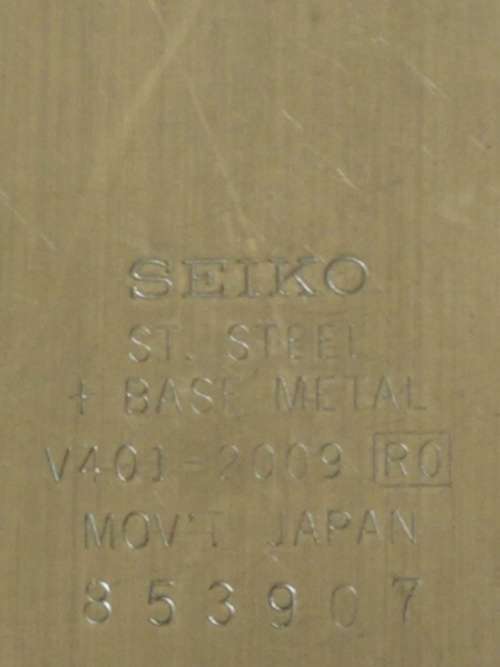 SEIKO
ST. STEEL
+ BASE METAL
V401-2009 R0
MOV'T JAPAN
853907